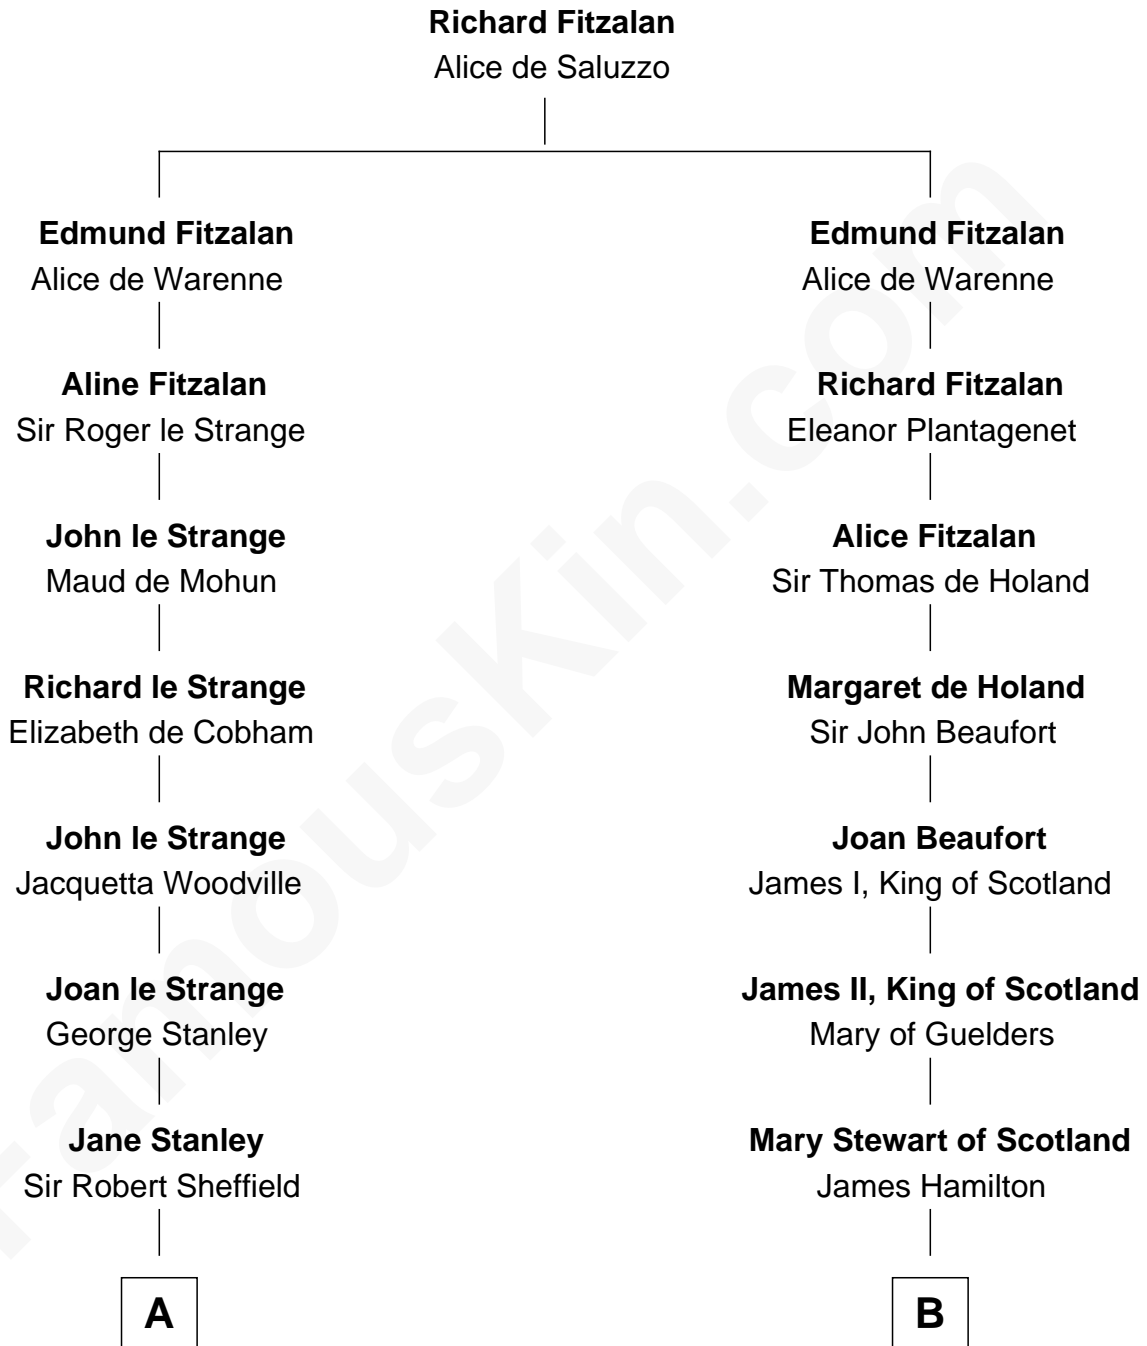 Richard Fitzalan
Alice de Saluzzo
Edmund Fitzalan
Alice de Warenne
Edmund Fitzalan
Alice de Warenne
Aline Fitzalan
Sir Roger le Strange
Richard Fitzalan
Eleanor Plantagenet
John le Strange
Maud de Mohun
Alice Fitzalan
Sir Thomas de Holand
Richard le Strange
Elizabeth de Cobham
Margaret de Holand
Sir John Beaufort
John le Strange
Jacquetta Woodville
Joan Beaufort
James I, King of Scotland
Joan le Strange
George Stanley
James II, King of Scotland
Mary of Guelders
Jane Stanley
Sir Robert Sheffield
Mary Stewart of Scotland
James Hamilton
A
B
FamousKin.com